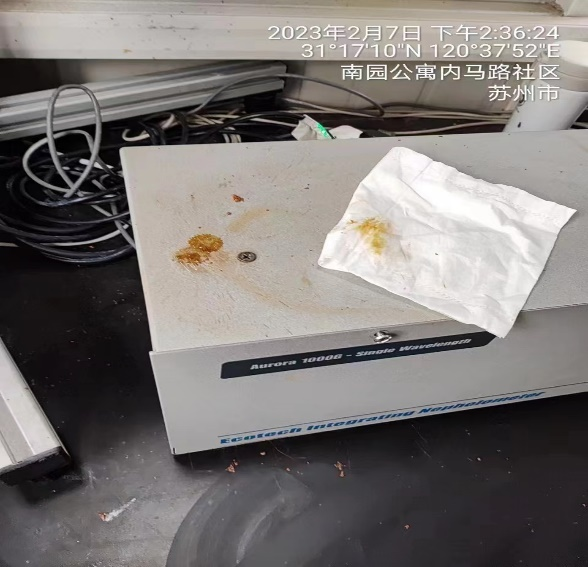 2023年2月7日 下午2:36:24
31°17'10"N 120°37'52"E
南园公寓内马路社区
苏州市
Aurora 1000G - Single Wavelength
Ecotech Integrating Nephelometer